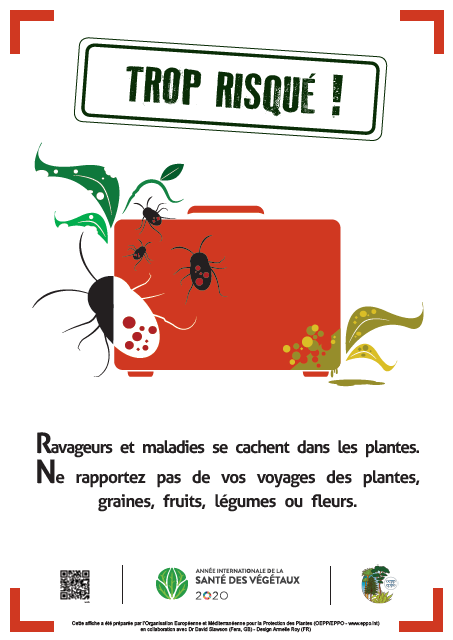 TROP RISQUÉ !
Ravageurs et maladies se cachent dans les plantes.
Ne rapportez pas de vos voyages des plantes,
graines, fruits, légumes ou fleurs.
ANNÉE INTERNATIONALE DE LA
SANTÉ DES VÉGÉTAUX
2020
Cette affiche a été préparée par l'Organisation Européenne et Méditerranéenne pour la Protection des Plantes (OEPP/EPPO - www.eppo.int)
en collaboration avec Dr David Slawson (Fera, GB) - Design Armelle Roy (FR)